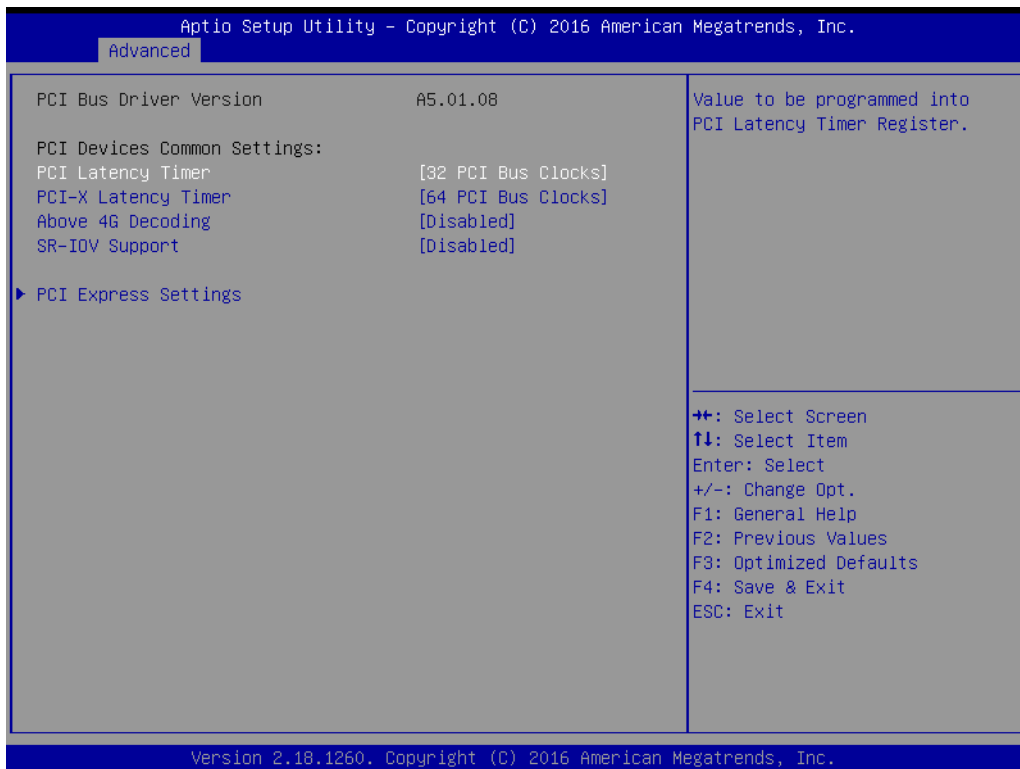 Aptio Setup Utility – Copyright (C) 2016 American Megatrends, Inc.
Advanced
PCI Bus Driver Version A5.01.08
PCI Devices Common Settings:
PCI Latency Timer [32 PCI Bus Clocks]
PCI-X Latency Timer [64 PCI Bus Clocks]
Above 4G Decoding [Disabled]
SR-IOV Support [Disabled]
▶ PCI Express Settings
Value to be programmed into
PCI Latency Timer Register.
→←: Select Screen
↑↓: Select Item
Enter: Select
+/-: Change Opt.
F1: General Help
F2: Previous Values
F3: Optimized Defaults
F4: Save & Exit
ESC: Exit
Version 2.18.1260. Copyright (C) 2016 American Megatrends, Inc.